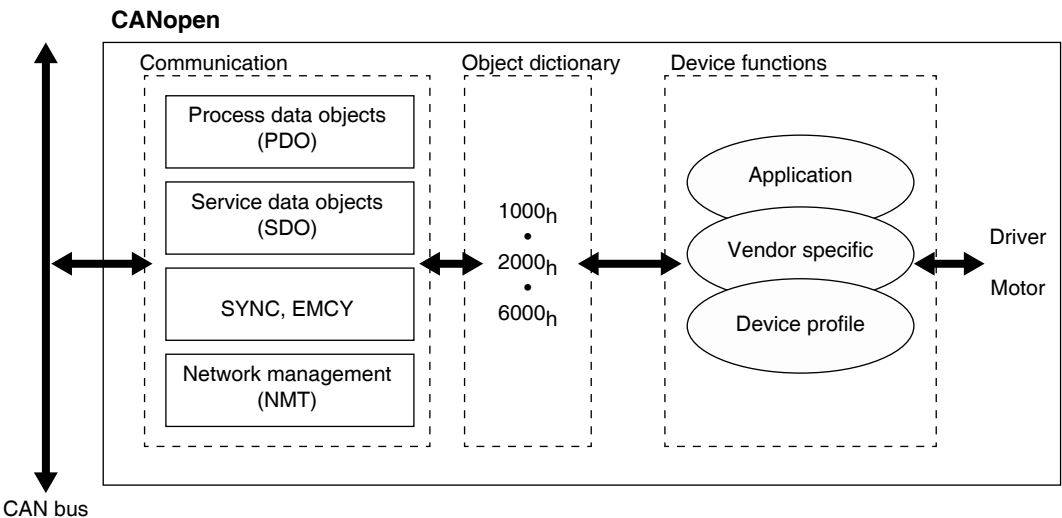 CANopen
Communication
Process data objects
(PDO)
Service data objects
(SDO)
SYNC, EMCY
Network management
(NMT)
Object dictionary
1000h
•
2000h
•
6000h
Device functions
Application
Vendor specific
Device profile
Driver
Motor
CAN bus